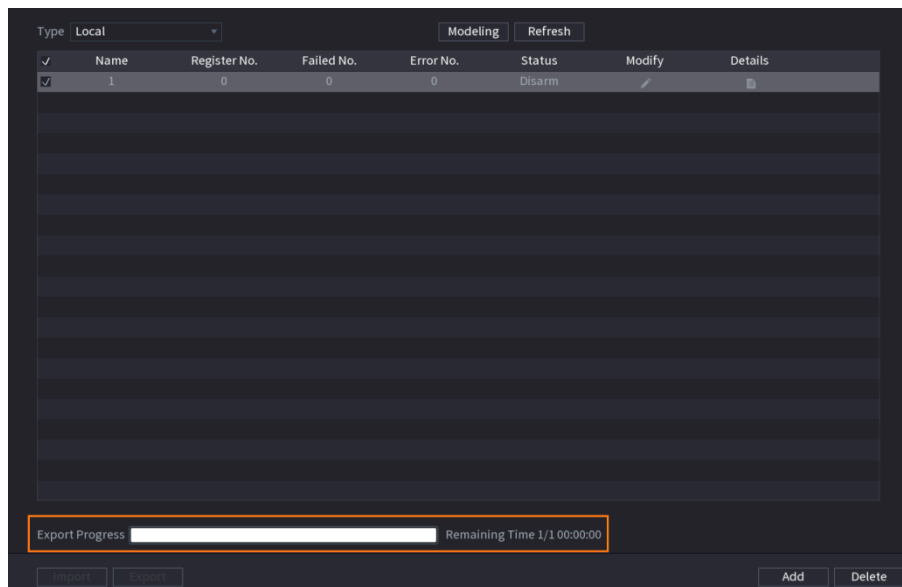 Type Local Modeling Refresh
Name Register No. Failed No. Error No. Status Modify Details
1 0 0 0 Disarm
Export Progress Remaining Time 1/1 00:00:00
Import Export Add Delete